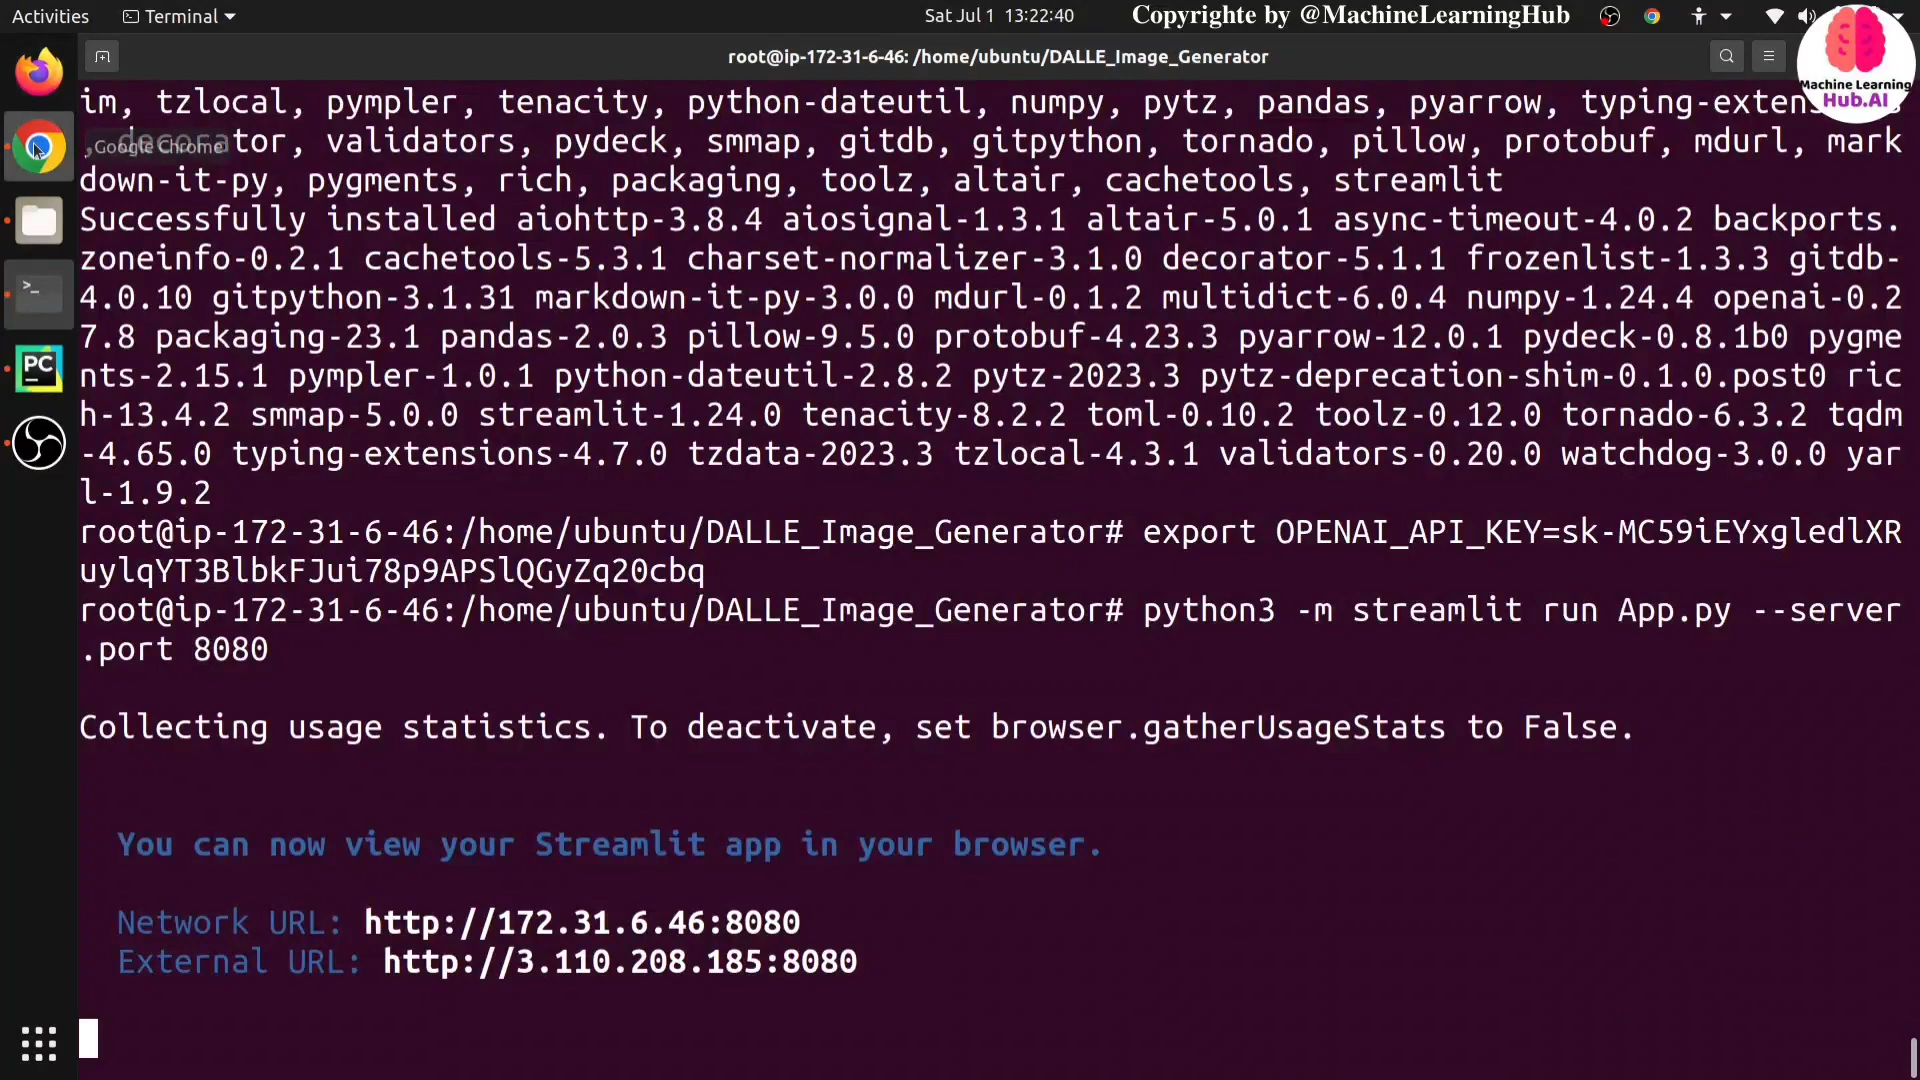 Activities Terminal Sat Jul 1 13:22:40 Copyrighte by @MachineLearningHub
root@ip-172-31-6-46: /home/ubuntu/DALLE_Image_Generator
Machine Learning
Hub.AI
im, tzlocal, pympler, tenacity, python-dateutil, numpy, pytz, pandas, pyarrow, typing-exten
, decorator, validators, pydeck, smmap, gitdb, gitpython, tornado, pillow, protobuf, mdurl, mark
Google Chrome
down-it-py, pygments, rich, packaging, toolz, altair, cachetools, streamlit
Successfully installed aiohttp-3.8.4 aiosignal-1.3.1 altair-5.0.1 async-timeout-4.0.2 backports.
zoneinfo-0.2.1 cachetools-5.3.1 charset-normalizer-3.1.0 decorator-5.1.1 frozenlist-1.3.3 gitdb-
4.0.10 gitpython-3.1.31 markdown-it-py-3.0.0 mdurl-0.1.2 multidict-6.0.4 numpy-1.24.4 openai-0.2
7.8 packaging-23.1 pandas-2.0.3 pillow-9.5.0 protobuf-4.23.3 pyarrow-12.0.1 pydeck-0.8.1b0 pygme
nts-2.15.1 pympler-1.0.1 python-dateutil-2.8.2 pytz-2023.3 pytz-deprecation-shim-0.1.0.post0 ric
h-13.4.2 smmap-5.0.0 streamlit-1.24.0 tenacity-8.2.2 toml-0.10.2 toolz-0.12.0 tornado-6.3.2 tqdm
-4.65.0 typing-extensions-4.7.0 tzdata-2023.3 tzlocal-4.3.1 validators-0.20.0 watchdog-3.0.0 yar
l-1.9.2
root@ip-172-31-6-46:/home/ubuntu/DALLE_Image_Generator# export OPENAI_API_KEY=sk-MC59iEYxgledlXR
uylqYT3BlbkFJui78p9APSlQGyZq20cbq
root@ip-172-31-6-46:/home/ubuntu/DALLE_Image_Generator# python3 -m streamlit run App.py --server
.port 8080
Collecting usage statistics. To deactivate, set browser.gatherUsageStats to False.
You can now view your Streamlit app in your browser.
Network URL: http://172.31.6.46:8080
External URL: http://3.110.208.185:8080
PC